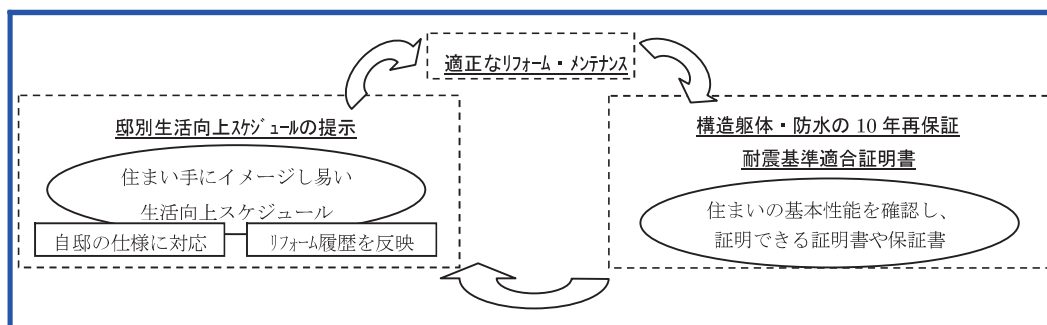 適正なリフォーム・メンテナンス
邸別生活向上スケジュールの提示
住まい手にイメージし易い
生活向上スケジュール
自邸の仕様に対応
リフォーム履歴を反映
構造躯体・防水の 10 年再保証
耐震基準適合証明書
住まいの基本性能を確認し、
証明できる証明書や保証書